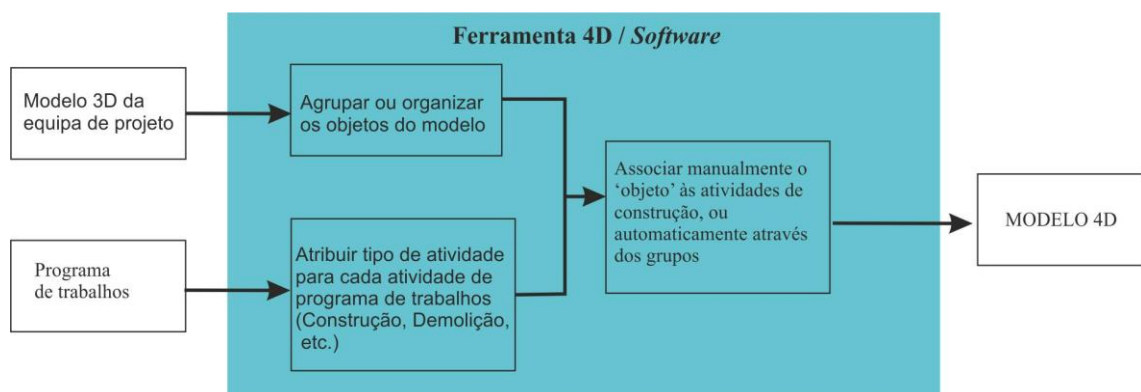 Ferramenta 4D / Software
Modelo 3D da
equipa de projeto
Agrupar ou organizar
os objetos do modelo
Programa
de trabalhos
Atribuir tipo de atividade
para cada atividade de
programa de trabalhos
(Construção, Demolição,
etc.)
Associar manualmente o
‘objeto’ às atividades de
construção, ou
automaticamente através
dos grupos
MODELO 4D